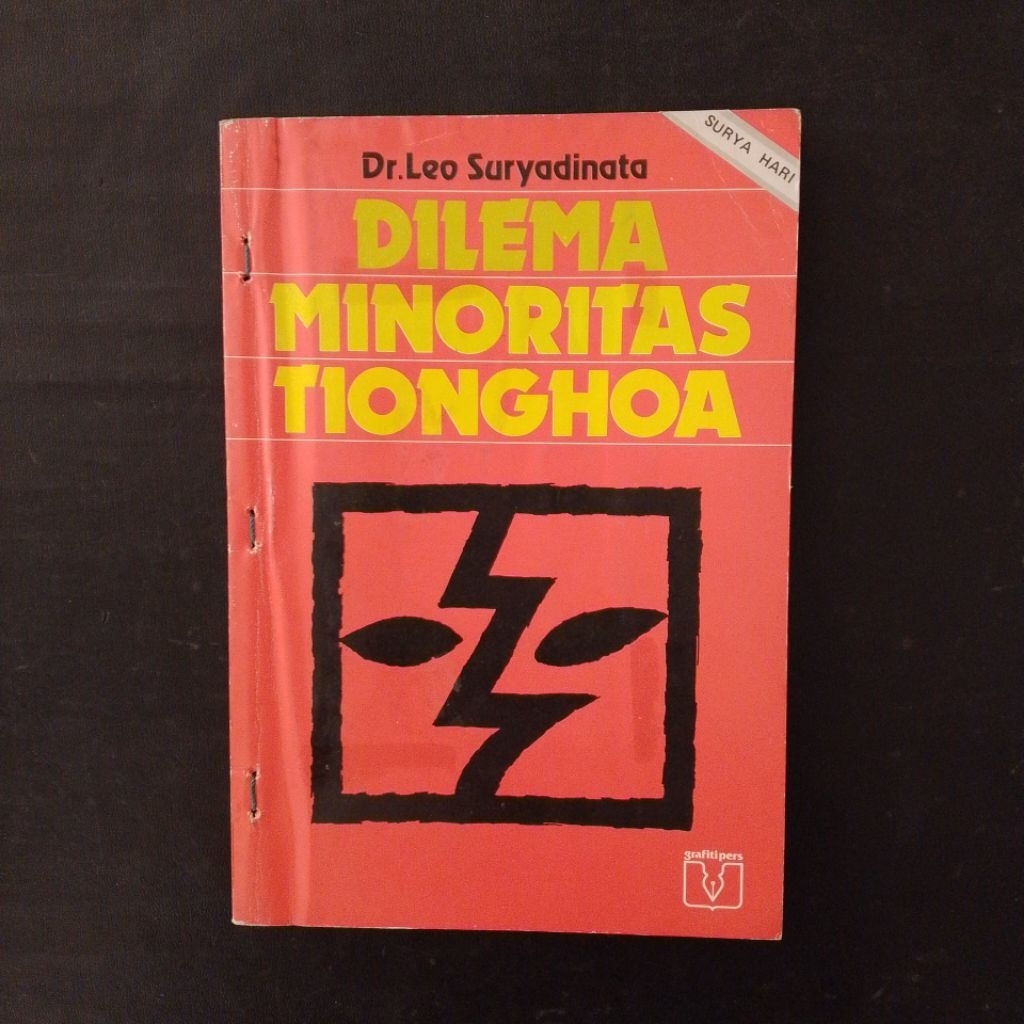 SURYA HARI
Dr.Leo Suryadinata
DILEMA
MINORITAS
TIONGHOA
grafitipers